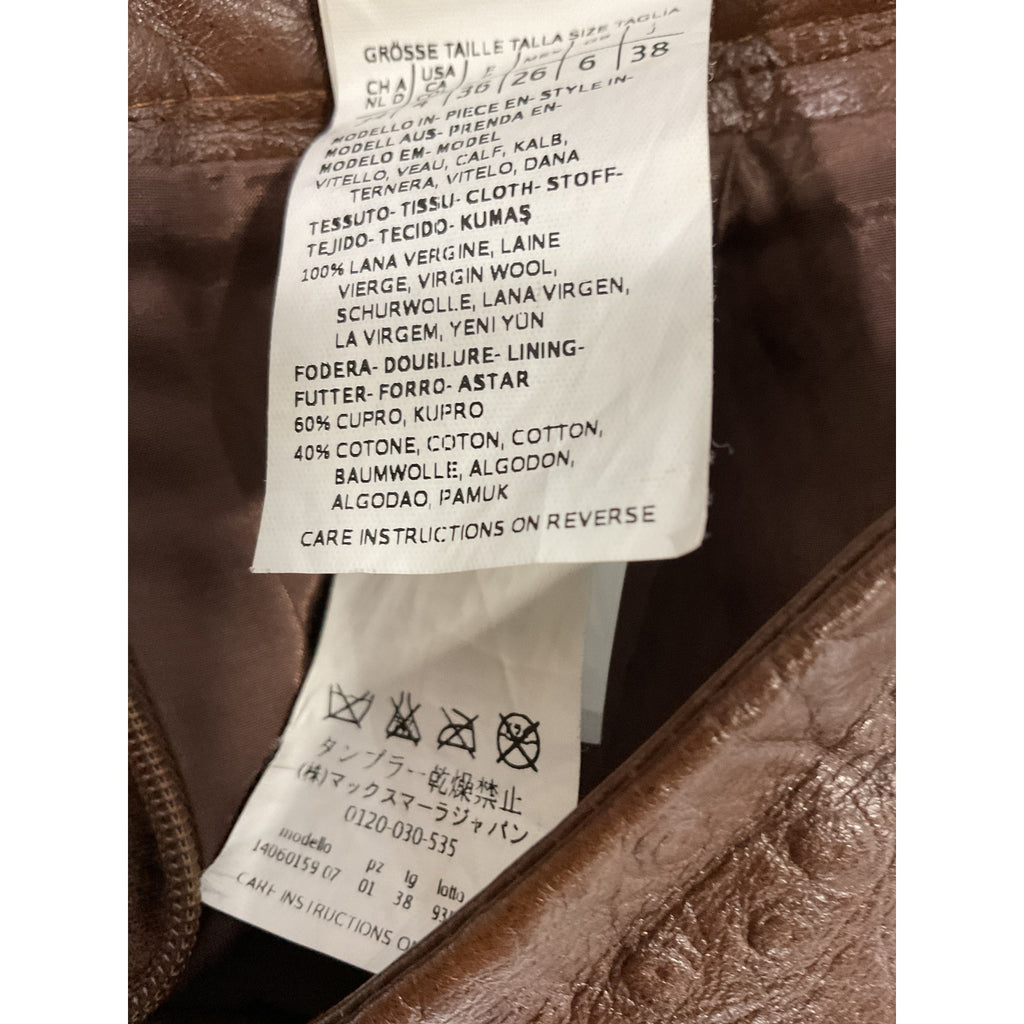 GRÖSSE TAILLE TALLA SIZE TAGLIA
CH A USA E GB J
NL D CA 36 26 6 38
MODELLO IN- PIECE EN- STYLE IN-
MODELL AUS- PRENDA EN-
MODELO EM- MODEL
VITELLO, VEAU, CALF, KALB,
TERNERA, VITELO, DANA
TESSUTO- TISSU- CLOTH- STOFF-
TEJIDO- TECIDO- KUMAŞ
100% LANA VERGINE, LAINE
VIERGE, VIRGIN WOOL,
SCHURWOLLE, LANA VIRGEN,
LA VIRGEM, YENI YÜN
FODERA- DOUBLURE- LINING-
FUTTER- FORRO- ASTAR
60% CUPRO, KUPRO
40% COTONE, COTON, COTTON,
BAUMWOLLE, ALGODON,
ALGODAO, PAMUK
CARE INSTRUCTIONS ON REVERSE
タンブラー乾燥禁止
(株)マックスマーラジャパン
0120-030-535
modello pz lg lotto
14060159 07 01 38 93
CARE INSTRUCTIONS O